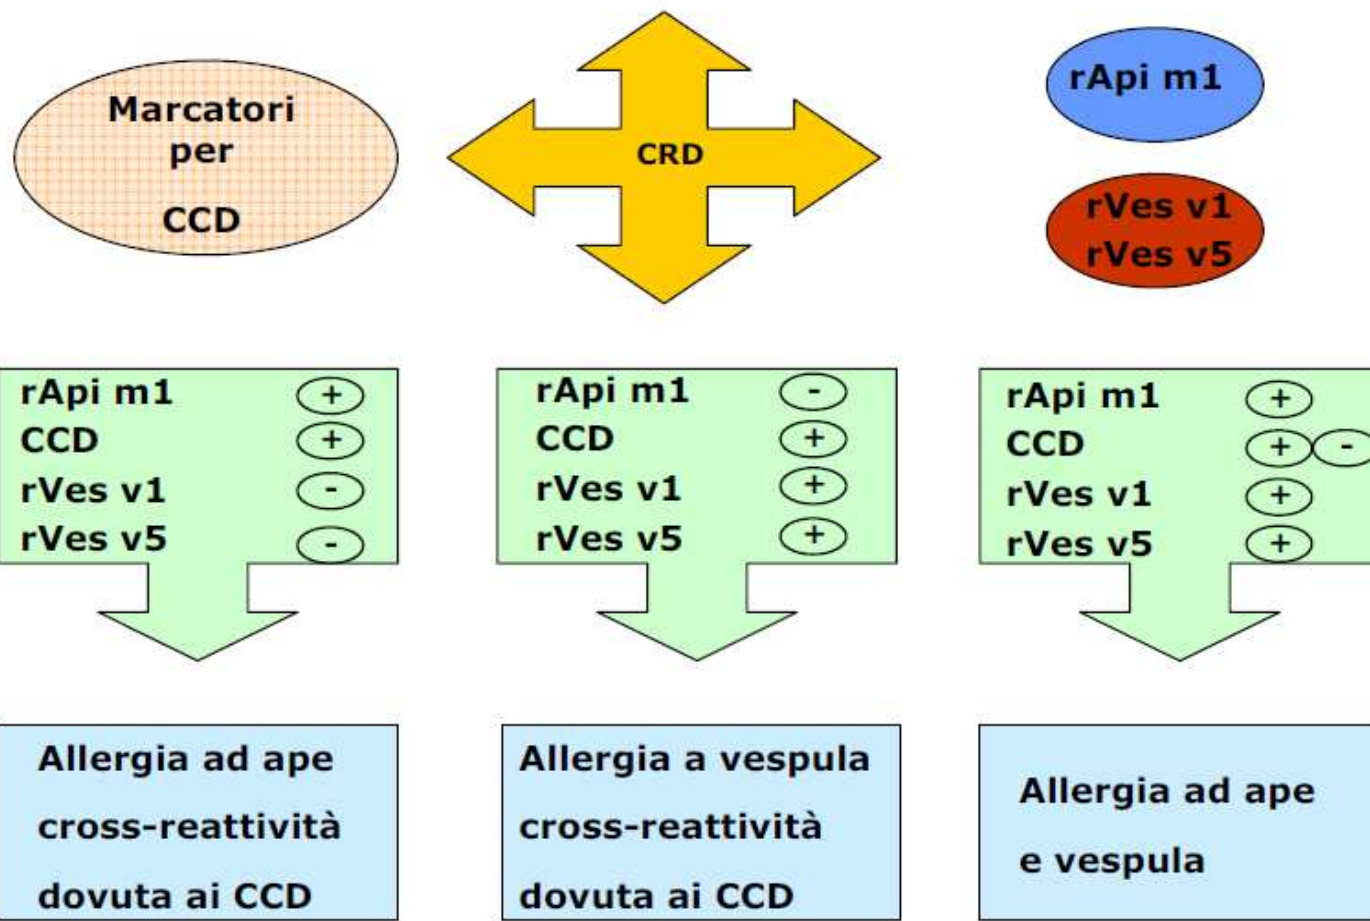 Marcatori
per
CCD
CRD
rApi m1
rVes v1
rVes v5
rApi m1 +
CCD +
rVes v1 -
rVes v5 -
rApi m1 -
CCD +
rVes v1 +
rVes v5 +
rApi m1 +
CCD + -
rVes v1 +
rVes v5 +
Allergia ad ape
cross-reattività
dovuta ai CCD
Allergia a vespula
cross-reattività
dovuta ai CCD
Allergia ad ape
e vespula